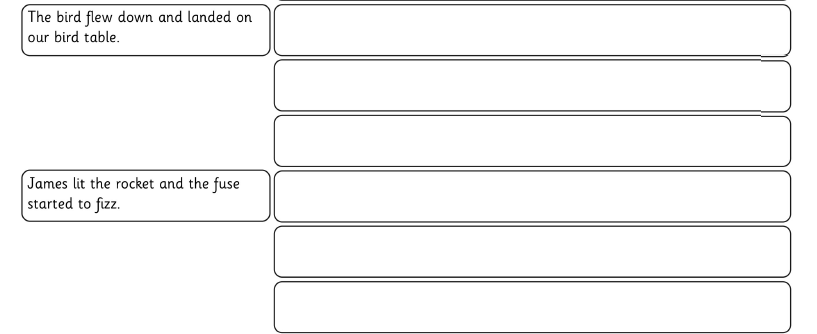 The bird flew down and landed on
our bird table.
James lit the rocket and the fuse
started to fizz.